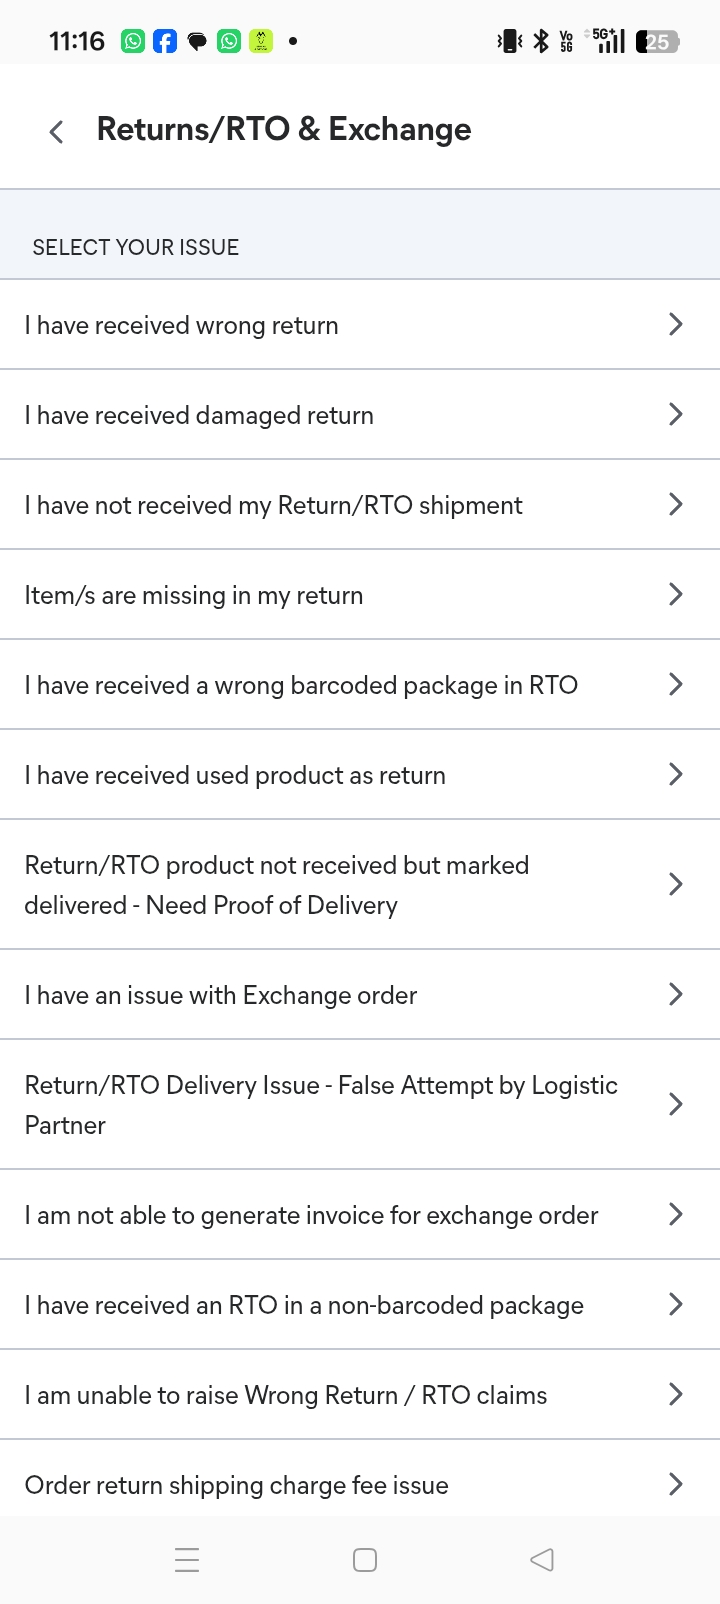 11:16
Vo
5G
5G+
25
Returns/RTO & Exchange
SELECT YOUR ISSUE
I have received wrong return
I have received damaged return
I have not received my Return/RTO shipment
Item/s are missing in my return
I have received a wrong barcoded package in RTO
I have received used product as return
Return/RTO product not received but marked
delivered - Need Proof of Delivery
I have an issue with Exchange order
Return/RTO Delivery Issue - False Attempt by Logistic
Partner
I am not able to generate invoice for exchange order
I have received an RTO in a non-barcoded package
I am unable to raise Wrong Return / RTO claims
Order return shipping charge fee issue